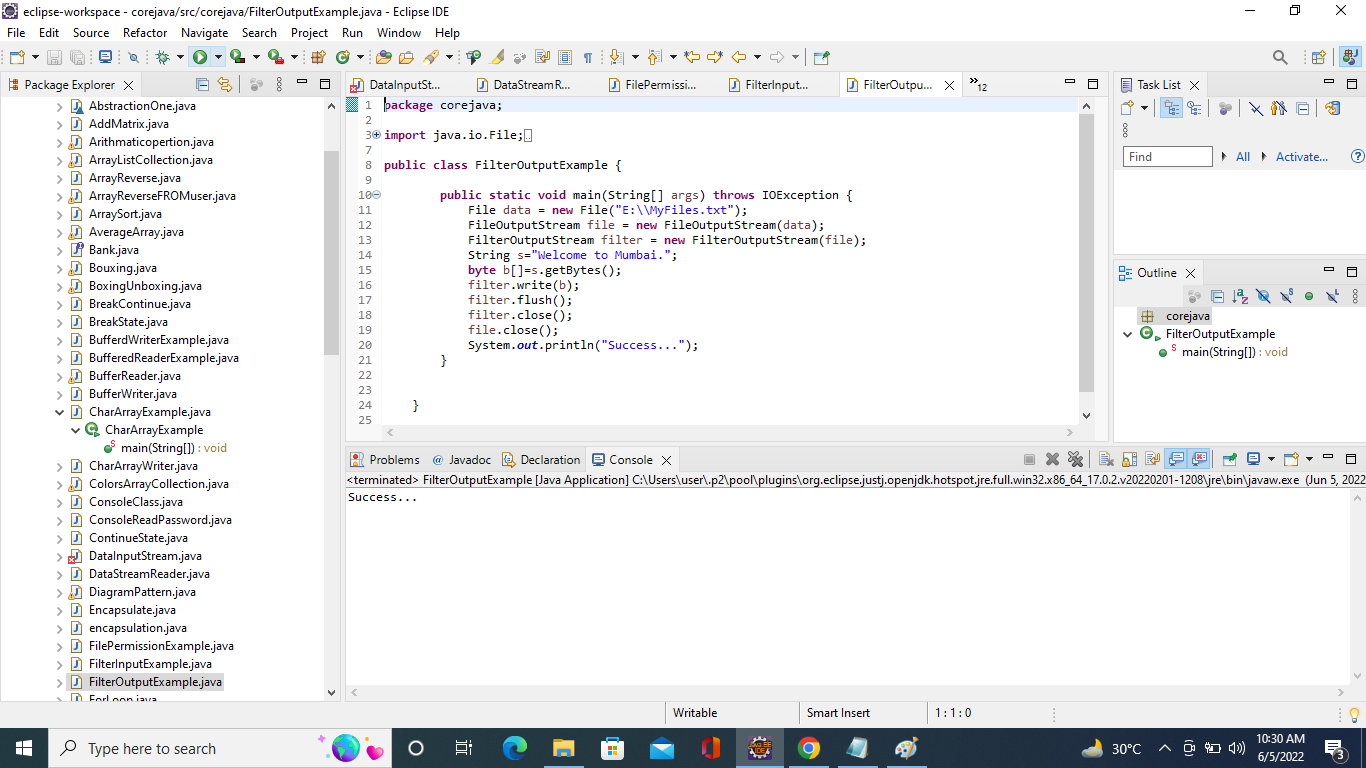 eclipse-workspace - corejava/src/corejava/FilterOutputExample.java - Eclipse IDE
File Edit Source Refactor Navigate Search Project Run Window Help
Package Explorer
AbstractionOne.java
AddMatrix.java
Arithmaticopertion.java
ArrayListCollection.java
ArrayReverse.java
ArrayReverseFROMuser.java
ArraySort.java
AverageArray.java
Bank.java
Bouxing.java
BoxingUnboxing.java
BreakContinue.java
BreakState.java
BufferdWriterExample.java
BufferedReaderExample.java
BufferReader.java
BufferWriter.java
CharArrayExample.java
CharArrayExample
main(String[]) : void
CharArrayWriter.java
ColorsArrayCollection.java
ConsoleClass.java
ConsoleReadPassword.java
ContinueState.java
DataInputStream.java
DataStreamReader.java
DiagramPattern.java
Encapsulate.java
encapsulation.java
FilePermissionExample.java
FilterInputExample.java
FilterOutputExample.java
ForLoop.java
DataInputSt... DataStreamR... FilePermissi... FilterInput... FilterOutpu... »12
1 package corejava;
2
3 import java.io.File;
7
8 public class FilterOutputExample {
9
10 public static void main(String[] args) throws IOException {
11 File data = new File("E:\\MyFiles.txt");
12 FileOutputStream file = new FileOutputStream(data);
13 FilterOutputStream filter = new FilterOutputStream(file);
14 String s="Welcome to Mumbai.";
15 byte b[]=s.getBytes();
16 filter.write(b);
17 filter.flush();
18 filter.close();
19 file.close();
20 System.out.println("Success...");
21 }
22
23
24 }
25
Task List
Find All Activate...
Outline
corejava
FilterOutputExample
main(String[]) : void
Problems @ Javadoc Declaration Console
<terminated> FilterOutputExample [Java Application] C:\Users\user\.p2\pool\plugins\org.eclipse.justj.openjdk.hotspot.jre.full.win32.x86_64_17.0.2.v20220201-1208\jre\bin\javaw.exe (Jun 5, 2022
Success...
Writable Smart Insert 1 : 1 : 0
Type here to search
30°C
10:30 AM
6/5/2022
3